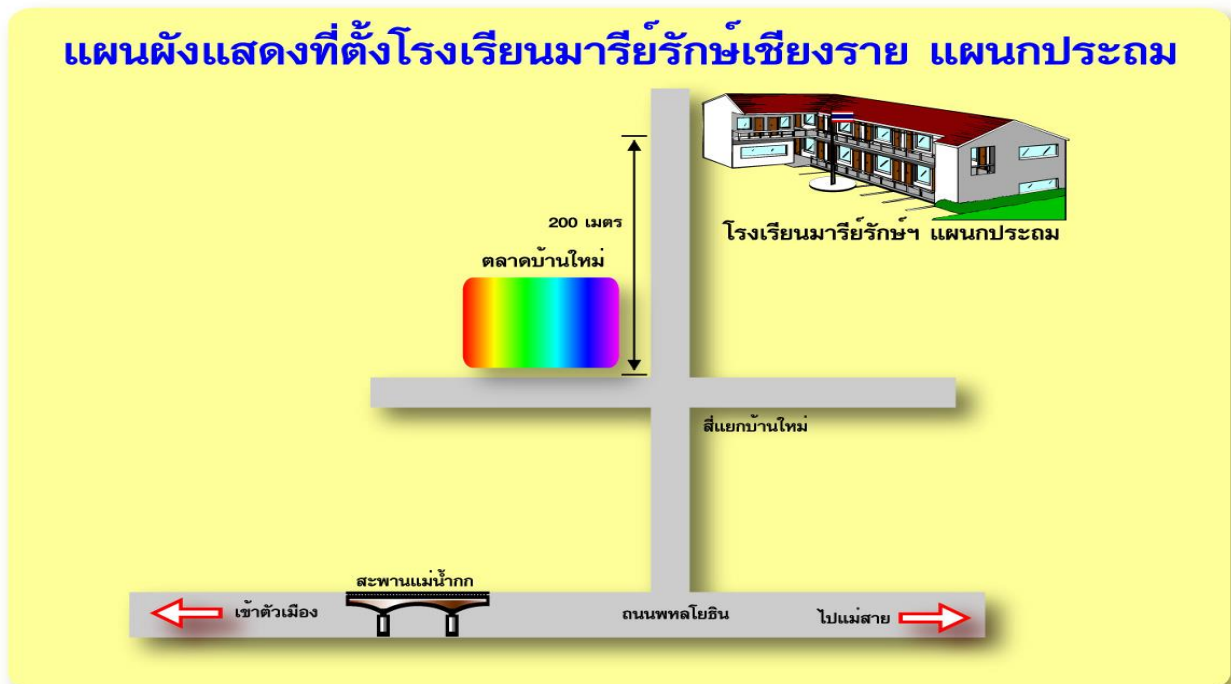 แผนผังแสดงที่ตั้งโรงเรียนมารีย์รักษ์เชียงราย แผนกประถม
200 เมตร
โรงเรียนมารีย์รักษ์ฯ แผนกประถม
ตลาดบ้านใหม่
สี่แยกบ้านใหม่
สะพานแม่น้ำกก
เข้าตัวเมือง
ถนนพหลโยธิน
ไปแม่สาย